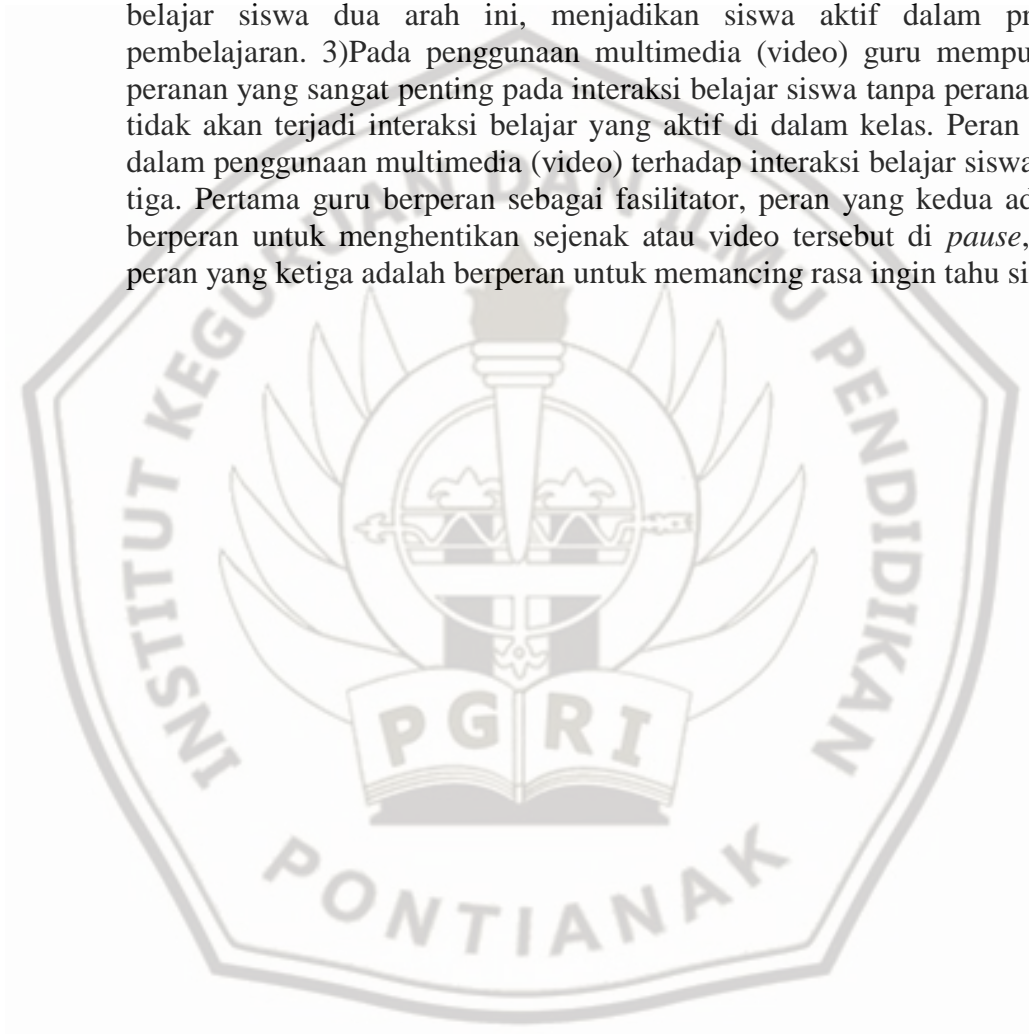 belajar siswa dua arah ini, menjadikan siswa aktif dalam pr
pembelajaran. 3)Pada penggunaan multimedia (video) guru mempu
peranan yang sangat penting pada interaksi belajar siswa tanpa perana
tidak akan terjadi interaksi belajar yang aktif di dalam kelas. Peran
dalam penggunaan multimedia (video) terhadap interaksi belajar siswa
tiga. Pertama guru berperan sebagai fasilitator, peran yang kedua ad
berperan untuk menghentikan sejenak atau video tersebut di pause,
peran yang ketiga adalah berperan untuk memancing rasa ingin tahu si
INSTITUT KEGURUAN DAN ILMU PENDIDIKAN
PGRI
PONTIANAK